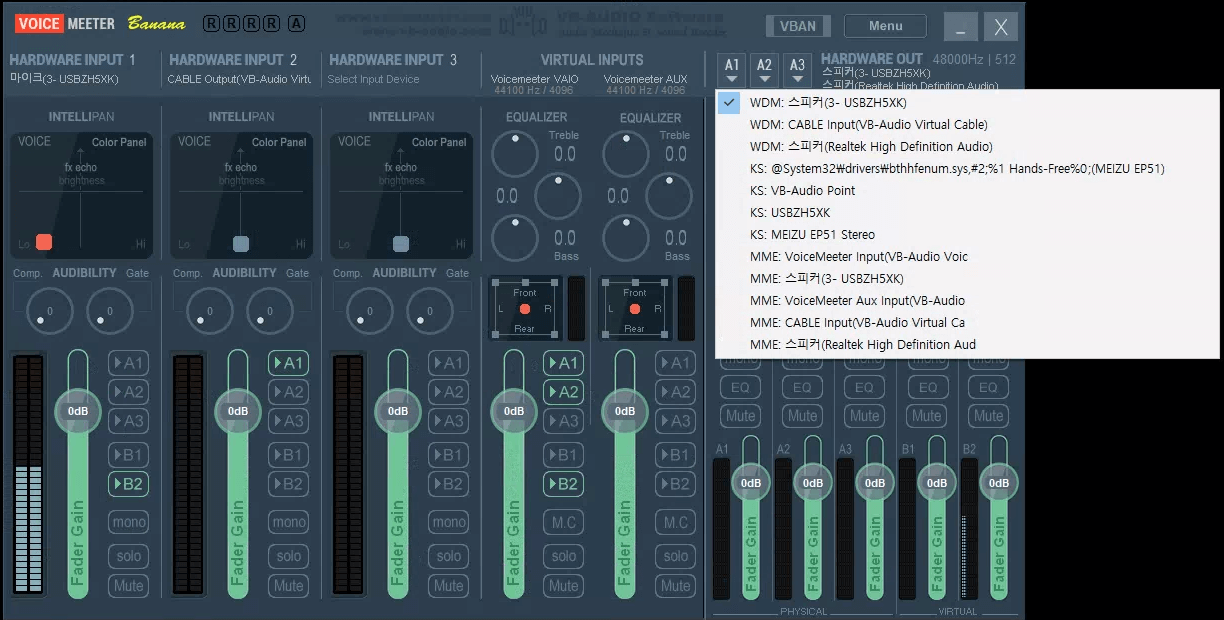 VOICE MEETER Banana R R R R A VBAN Menu _ X
HARDWARE INPUT 1 HARDWARE INPUT 2 HARDWARE INPUT 3 VIRTUAL INPUTS A1 A2 A3 HARDWARE OUT 48000Hz | 512
마이크(3- USBZH5XK) CABLE Output(VB-Audio Virtu Select Input Device Voicemeeter VAIO Voicemeeter AUX 스피커(3- USBZH5XK)
44100 Hz / 4096 44100 Hz / 4096 스피커(Realtek High Definition Audio)
WDM: 스피커(3- USBZH5XK)
WDM: CABLE Input(VB-Audio Virtual Cable)
WDM: 스피커(Realtek High Definition Audio)
KS: @System32\drivers\bthhfenum.sys,#2;%1 Hands-Free%0;(MEIZU EP51)
KS: VB-Audio Point
KS: USBZH5XK
KS: MEIZU EP51 Stereo
MME: VoiceMeeter Input(VB-Audio Voic
MME: 스피커(3- USBZH5XK)
MME: VoiceMeeter Aux Input(VB-Audio
MME: CABLE Input(VB-Audio Virtual Ca
MME: 스피커(Realtek High Definition Aud
INTELLIPAN INTELLIPAN INTELLIPAN EQUALIZER EQUALIZER
VOICE Color Panel VOICE Color Panel VOICE Color Panel Treble Treble
0.0 0.0
fx echo fx echo fx echo
brightness brightness brightness
0.0 0.0
Lo Hi Lo Hi Lo Hi 0.0 0.0
Bass Bass
Comp. AUDIBILITY Gate Comp. AUDIBILITY Gate Comp. AUDIBILITY Gate
Front Front
0 0 0 0 0 0 L R L R
Rear Rear
A1 A1 A1 A1 A1 mono mono mono mono mono
A2 A2 A2 A2 A2 EQ EQ EQ EQ EQ
0dB 0dB 0dB 0dB 0dB
A3 A3 A3 A3 A3 Mute Mute Mute Mute Mute
B1 B1 B1 B1 B1 A1 A2 A3 B1 B2
B2 B2 B2 B2 B2 0dB 0dB 0dB 0dB 0dB
mono mono mono M.C M.C
solo solo solo solo solo
Fader Gain Fader Gain Fader Gain Fader Gain Fader Gain Fader Gain Fader Gain Fader Gain Fader Gain Fader Gain
Mute Mute Mute Mute Mute
PHYSICAL VIRTUAL